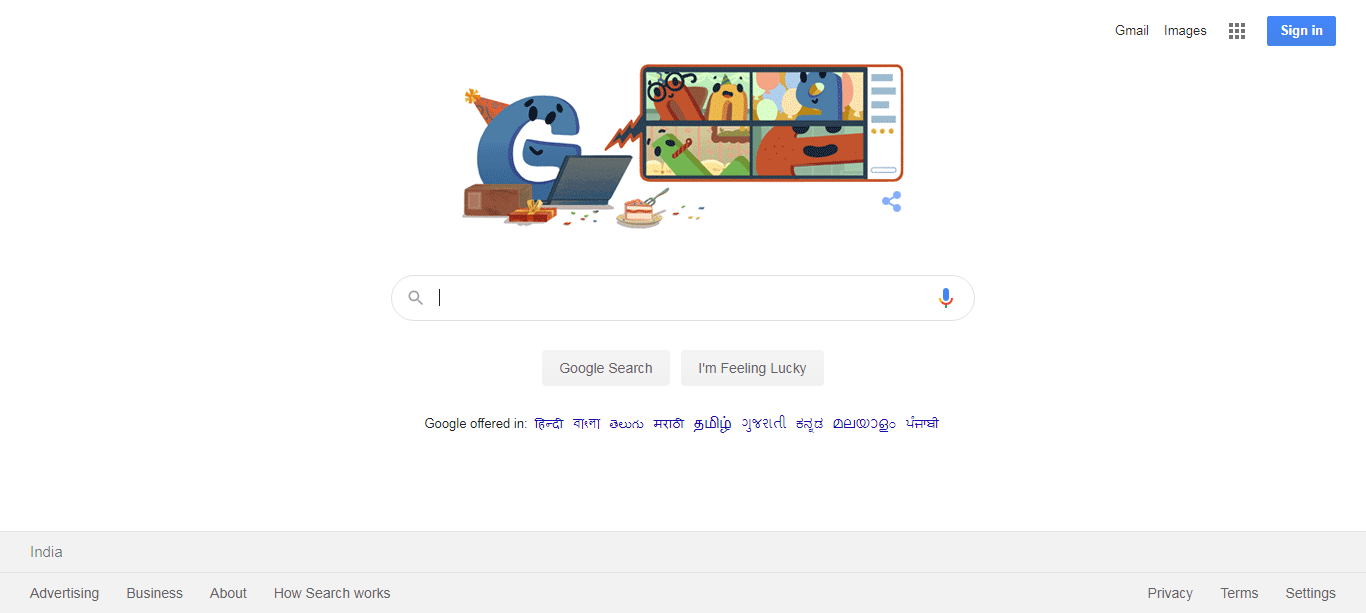 Gmail Images Sign in
Google Search I'm Feeling Lucky
Google offered in: हिन्दी বাংলা తెలుగు मराठी தமிழ் ગુજરાતી ಕನ್ನಡ മലയാളം ਪੰਜਾਬੀ
India
Advertising Business About How Search works Privacy Terms Settings